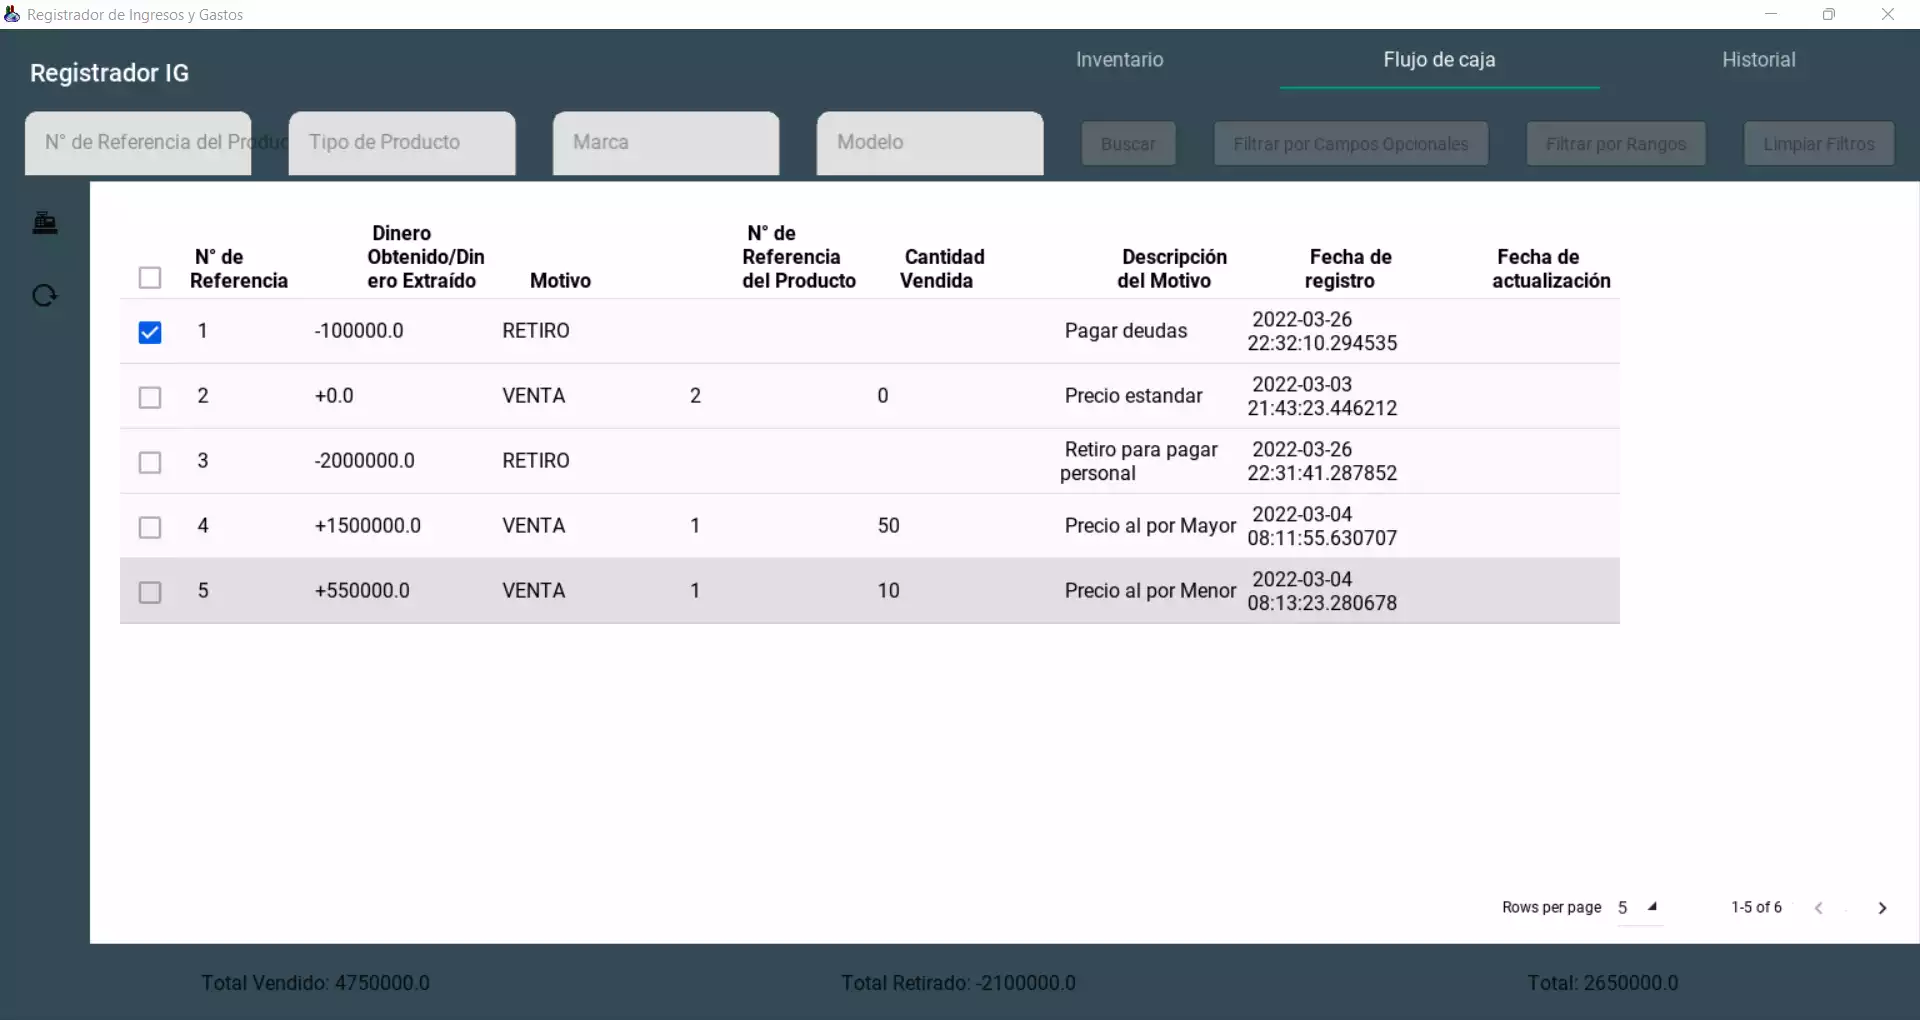 Registrador de Ingresos y Gastos
Registrador IG
Inventario
Flujo de caja
Historial
N° de Referencia del Produc
Tipo de Producto
Marca
Modelo
Buscar
Filtrar por Campos Opcionales
Filtrar por Rangos
Limpiar Filtros
N° de
Referencia
Dinero
Obtenido/Din
ero Extraído
Motivo
N° de
Referencia
del Producto
Cantidad
Vendida
Descripción
del Motivo
Fecha de
registro
Fecha de
actualización
1
-100000.0
RETIRO
Pagar deudas
2022-03-26
22:32:10.294535
2
+0.0
VENTA
2
0
Precio estandar
2022-03-03
21:43:23.446212
3
-2000000.0
RETIRO
Retiro para pagar
personal
2022-03-26
22:31:41.287852
4
+1500000.0
VENTA
1
50
Precio al por Mayor
2022-03-04
08:11:55.630707
5
+550000.0
VENTA
1
10
Precio al por Menor
2022-03-04
08:13:23.280678
Rows per page
5
1-5 of 6
Total Vendido: 4750000.0
Total Retirado: -2100000.0
Total: 2650000.0